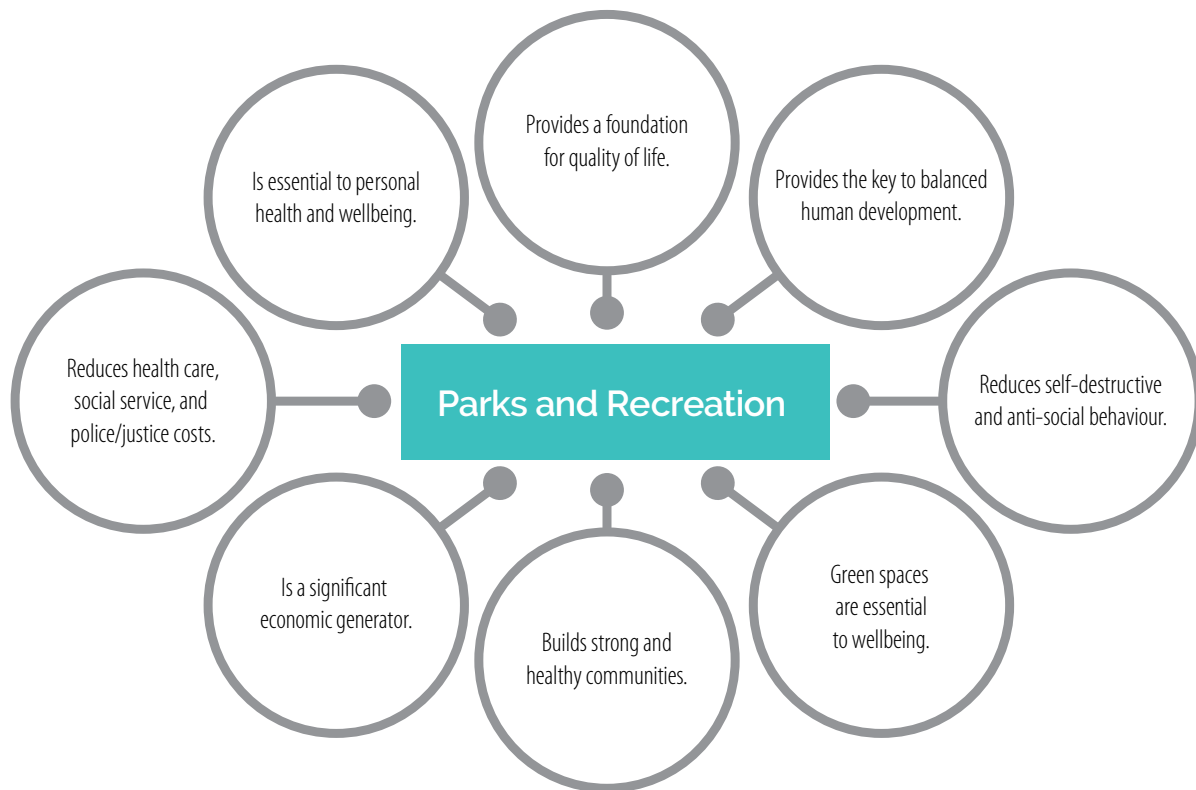 Provides a foundation
for quality of life.
Is essential to personal
health and wellbeing.
Provides the key to balanced
human development.
Reduces health care,
social service, and
police/justice costs.
Parks and Recreation
Reduces self-destructive
and anti-social behaviour.
Is a significant
economic generator.
Builds strong and
healthy communities.
Green spaces
are essential
to wellbeing.